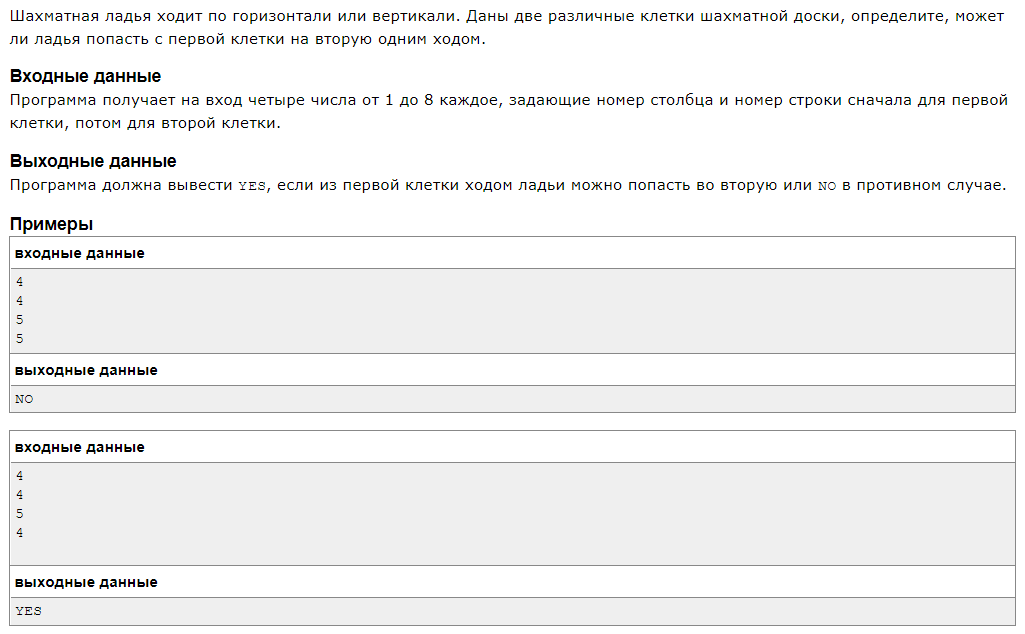 Шахматная ладья ходит по горизонтали или вертикали. Даны две различные клетки шахматной доски, определите, может
ли ладья попасть с первой клетки на вторую одним ходом.
Входные данные
Программа получает на вход четыре числа от 1 до 8 каждое, задающие номер столбца и номер строки сначала для первой
клетки, потом для второй клетки.
Выходные данные
Программа должна вывести YES, если из первой клетки ходом ладьи можно попасть во вторую или NO в противном случае.
Примеры
входные данные
4
4
5
5
выходные данные
NO
входные данные
4
4
5
4
выходные данные
YES